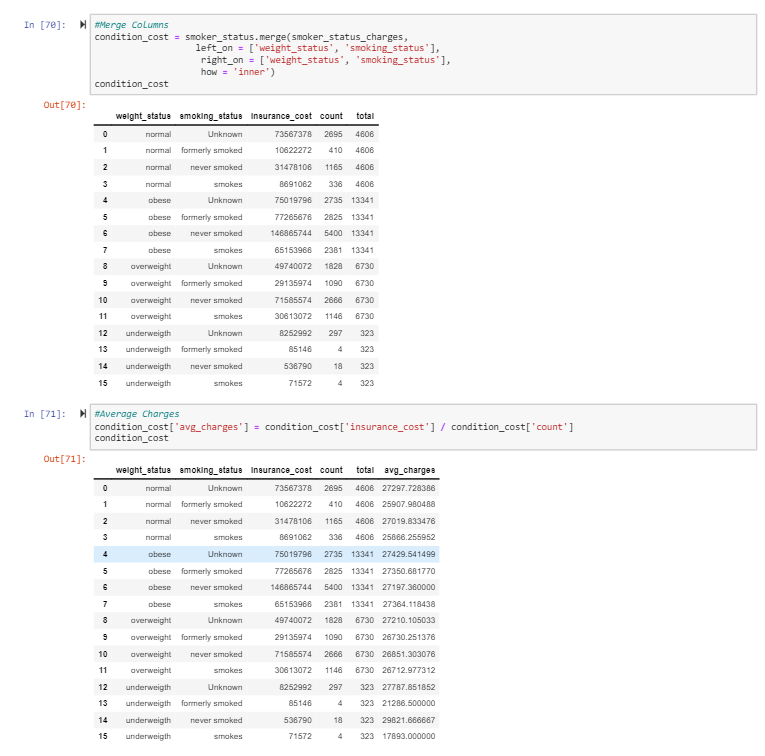 In [70]:
#Merge Columns
condition_cost = smoker_status.merge(smoker_status_charges,
left_on = ['weight_status', 'smoking_status'],
right_on = ['weight_status', 'smoking_status'],
how = 'inner')
condition_cost
Out[70]:
weight_status smoking_status insurance_cost count total
0 normal Unknown 73567378 2695 4606
1 normal formerly smoked 10622272 410 4606
2 normal never smoked 31478106 1165 4606
3 normal smokes 8691062 336 4606
4 obese Unknown 75019796 2735 13341
5 obese formerly smoked 77265676 2825 13341
6 obese never smoked 146865744 5400 13341
7 obese smokes 65153966 2381 13341
8 overweight Unknown 49740072 1828 6730
9 overweight formerly smoked 29135974 1090 6730
10 overweight never smoked 71585574 2666 6730
11 overweight smokes 30613072 1146 6730
12 underweigth Unknown 8252992 297 323
13 underweigth formerly smoked 85146 4 323
14 underweigth never smoked 536790 18 323
15 underweigth smokes 71572 4 323
In [71]:
#Average Charges
condition_cost['avg_charges'] = condition_cost['insurance_cost'] / condition_cost['count']
condition_cost
Out[71]:
weight_status smoking_status insurance_cost count total avg_charges
0 normal Unknown 73567378 2695 4606 27297.728386
1 normal formerly smoked 10622272 410 4606 25907.980488
2 normal never smoked 31478106 1165 4606 27019.833476
3 normal smokes 8691062 336 4606 25866.255952
4 obese Unknown 75019796 2735 13341 27429.541499
5 obese formerly smoked 77265676 2825 13341 27350.681770
6 obese never smoked 146865744 5400 13341 27197.360000
7 obese smokes 65153966 2381 13341 27364.118438
8 overweight Unknown 49740072 1828 6730 27210.105033
9 overweight formerly smoked 29135974 1090 6730 26730.251376
10 overweight never smoked 71585574 2666 6730 26851.303076
11 overweight smokes 30613072 1146 6730 26712.977312
12 underweigth Unknown 8252992 297 323 27787.851852
13 underweigth formerly smoked 85146 4 323 21286.500000
14 underweigth never smoked 536790 18 323 29821.666667
15 underweigth smokes 71572 4 323 17893.000000